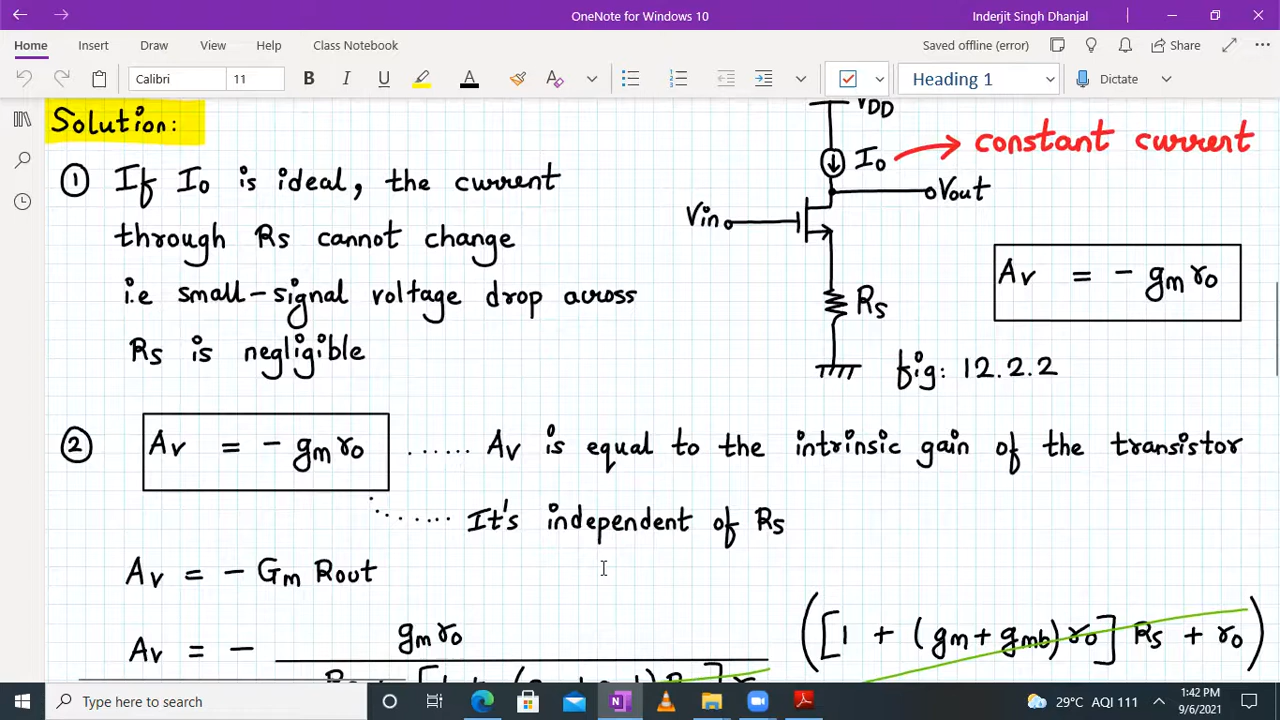 OneNote for Windows 10
Inderjit Singh Dhanjal
Home Insert Draw View Help Class Notebook
Saved offline (error)
Share
Calibri 11 B I U A Heading 1 Dictate
Solution:
① If Io is ideal, the current
through Rs cannot change
i.e small-signal voltage drop across
Rs is negligible
VDD
Io → constant current
Vout
Vin
Rs
Av = - gm ro
fig: 12.2.2
② Av = - gm ro ...... Av is equal to the intrinsic gain of the transistor
...... It's independent of Rs
Av = - Gm Rout
Av = - gm ro ([1 + (gm + gmb) ro] Rs + ro)
Type here to search
29°C AQI 111
1:42 PM
9/6/2021